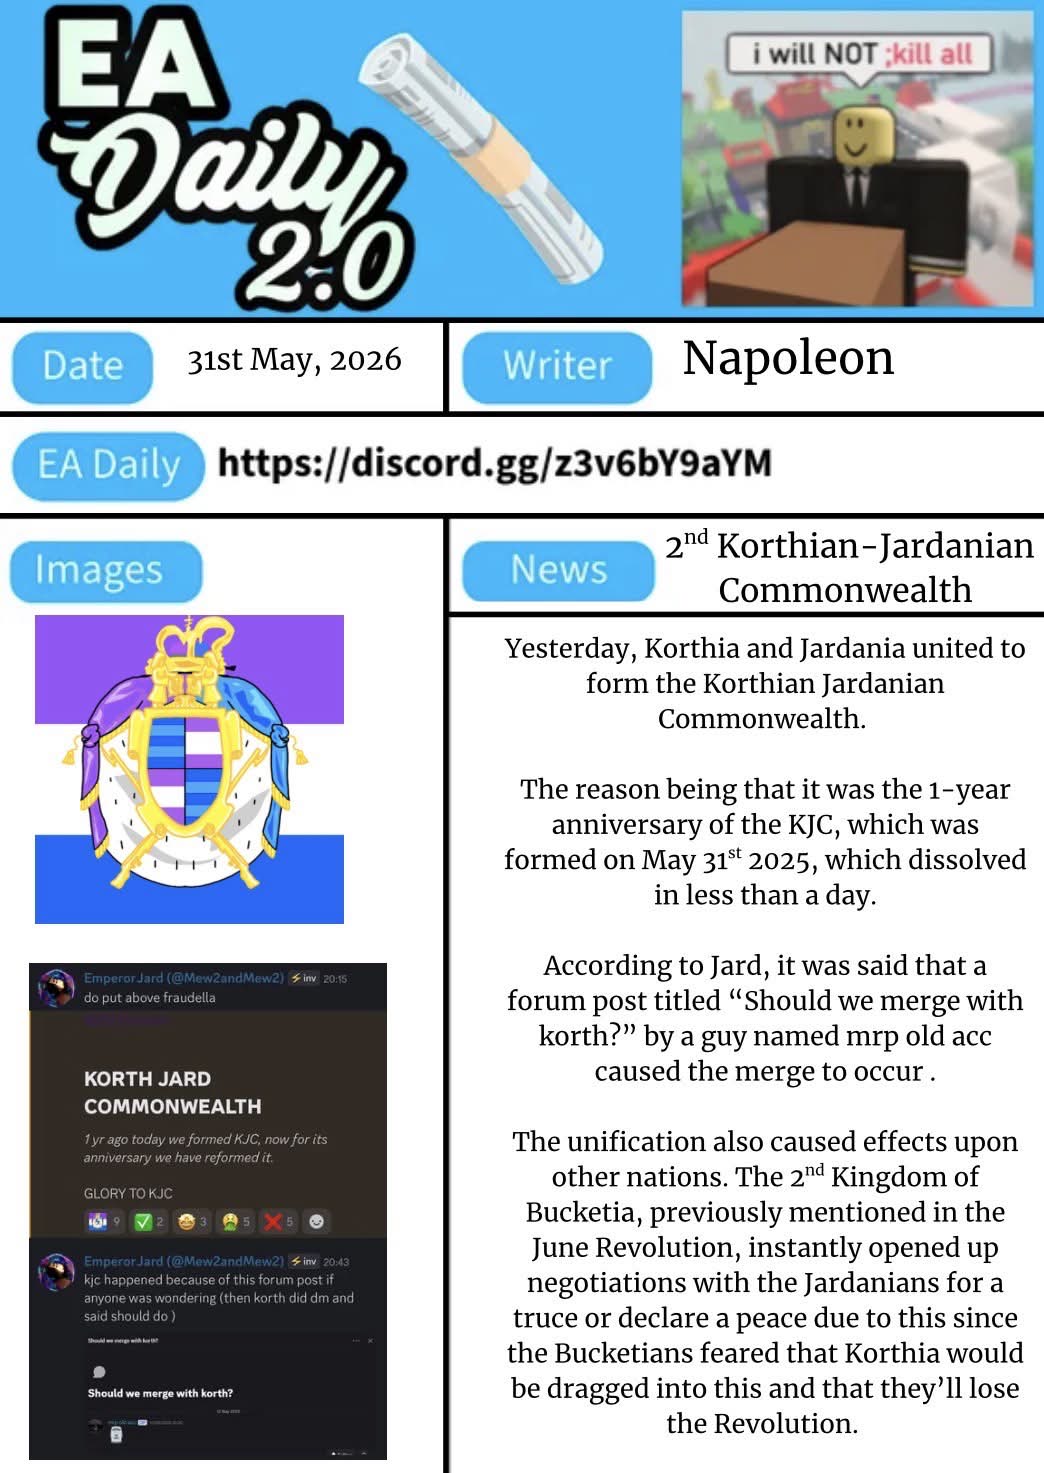 EA
Daily
2.0
i will NOT ;kill all
Date
31st May, 2026
Writer
Napoleon
EA Daily
https://discord.gg/z3v6bY9aYM
Images
News
2nd Korthian-Jardanian
Commonwealth
Yesterday, Korthia and Jardania united to
form the Korthian Jardanian
Commonwealth.
The reason being that it was the 1-year
anniversary of the KJC, which was
formed on May 31st 2025, which dissolved
in less than a day.
According to Jard, it was said that a
forum post titled “Should we merge with
korth?” by a guy named mrp old acc
caused the merge to occur .
The unification also caused effects upon
other nations. The 2nd Kingdom of
Bucketia, previously mentioned in the
June Revolution, instantly opened up
negotiations with the Jardanians for a
truce or declare a peace due to this since
the Bucketians feared that Korthia would
be dragged into this and that they’ll lose
the Revolution.
EmperorJard (@Mew2andMew2) inv 20:15
do put above fraudella
KORTH JARD
COMMONWEALTH
1 yr ago today we formed KJC, now for its
anniversary we have reformed it.
GLORY TO KJC
9 2 3 5 5
EmperorJard (@Mew2andMew2) inv 20:43
kjc happened because of this forum post if
anyone was wondering (then korth did dm and
said should do )
Should we merge with korth?
Should we merge with korth?